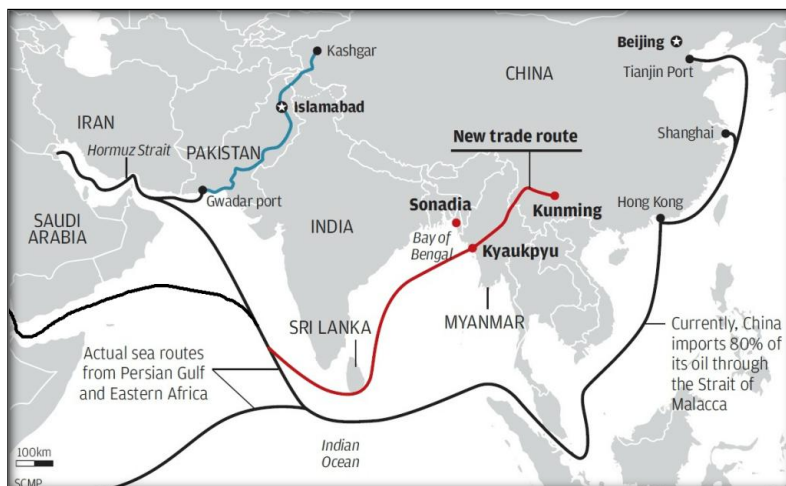 Beijing
Kashgar
Tianjin Port
CHINA
Islamabad
IRAN
New trade route
Shanghai
Hormuz Strait
PAKISTAN
Gwadar port
Sonadia
Kunming
Hong Kong
SAUDI
ARABIA
INDIA
Bay of
Bengal
Kyaukpyu
SRI LANKA
MYANMAR
Currently, China
imports 80% of
its oil through
the Strait of
Malacca
Actual sea routes
from Persian Gulf
and Eastern Africa
Indian
Ocean
100km
SCMP